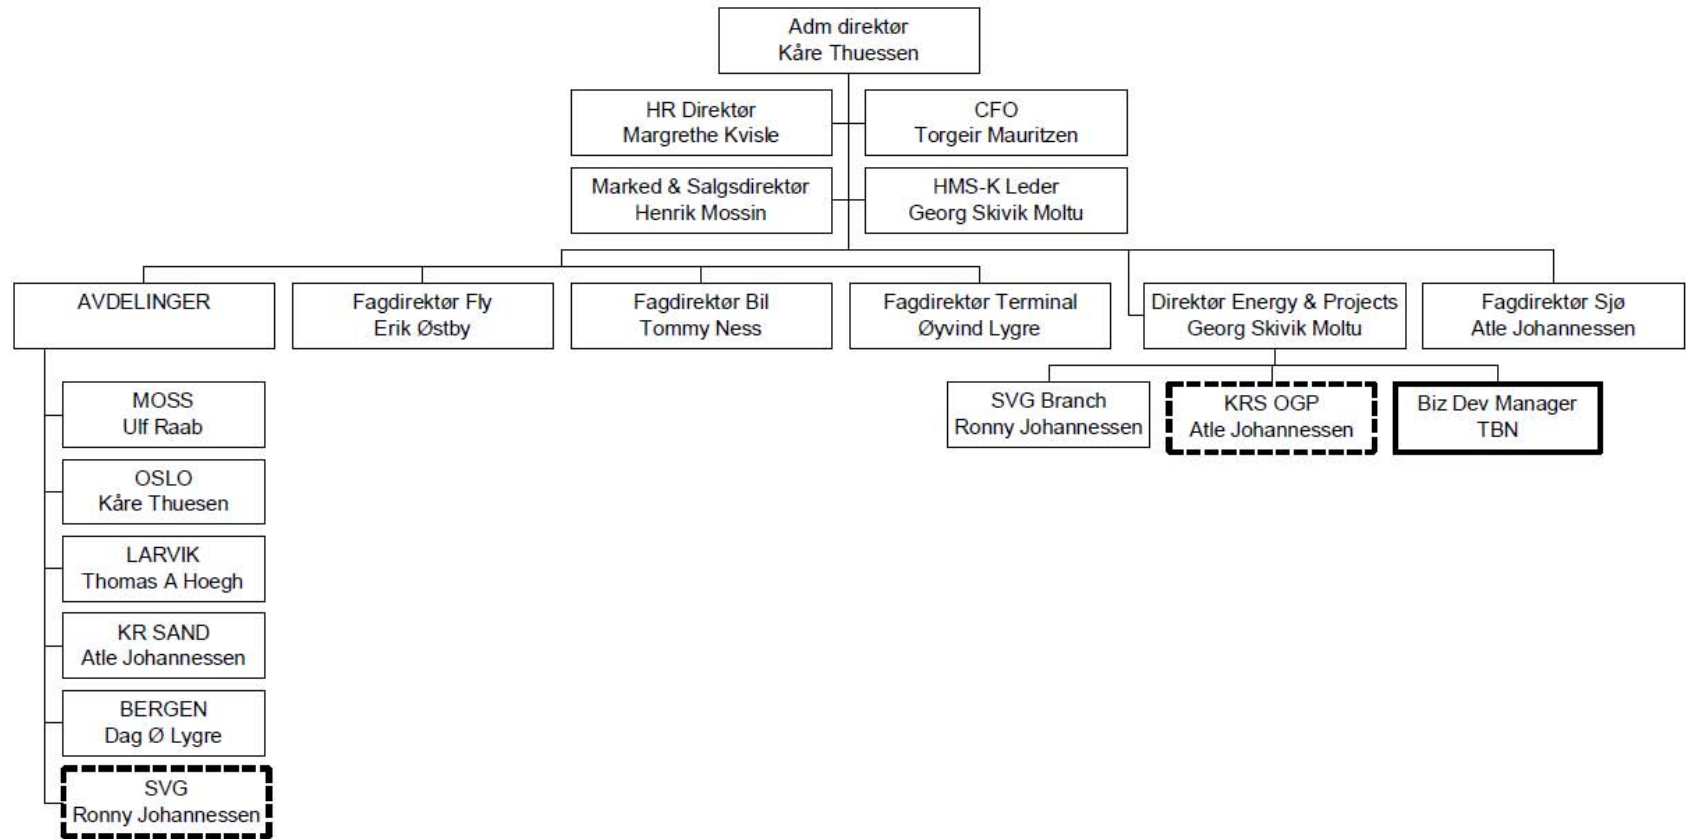 Adm direktør
Kåre Thuessen
HR Direktør
Margrethe Kvisle
CFO
Torgeir Mauritzen
Marked & Salgsdirektør
Henrik Mossin
HMS-K Leder
Georg Skivik Moltu
AVDELINGER
Fagdirektør Fly
Erik Østby
Fagdirektør Bil
Tommy Ness
Fagdirektør Terminal
Øyvind Lygre
Direktør Energy & Projects
Georg Skivik Moltu
Fagdirektør Sjø
Atle Johannessen
MOSS
Ulf Raab
OSLO
Kåre Thuesen
LARVIK
Thomas A Hoegh
KR SAND
Atle Johannessen
BERGEN
Dag Ø Lygre
SVG
Ronny Johannessen
SVG Branch
Ronny Johannessen
KRS OGP
Atle Johannessen
Biz Dev Manager
TBN